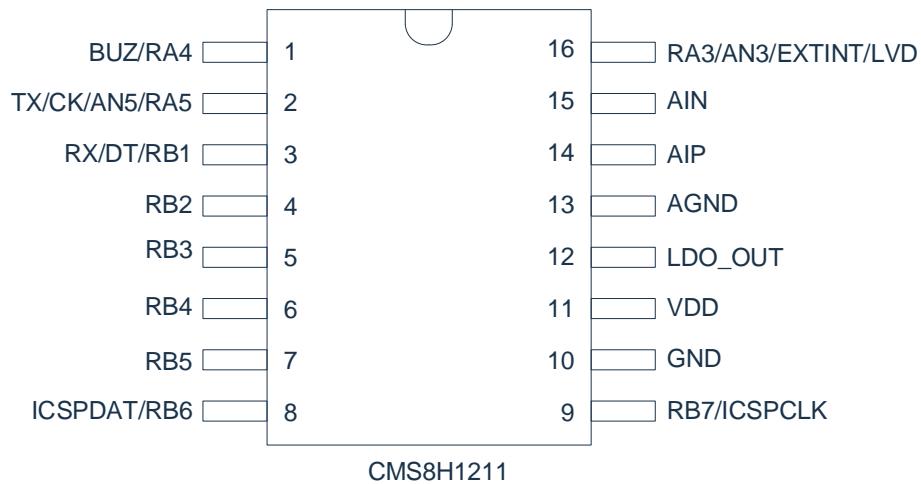 BUZ/RA4 1 16 RA3/AN3/EXTINT/LVD
TX/CK/AN5/RA5 2 15 AIN
RX/DT/RB1 3 14 AIP
RB2 4 13 AGND
RB3 5 12 LDO_OUT
RB4 6 11 VDD
RB5 7 10 GND
ICSPDAT/RB6 8 9 RB7/ICSPCLK
CMS8H1211